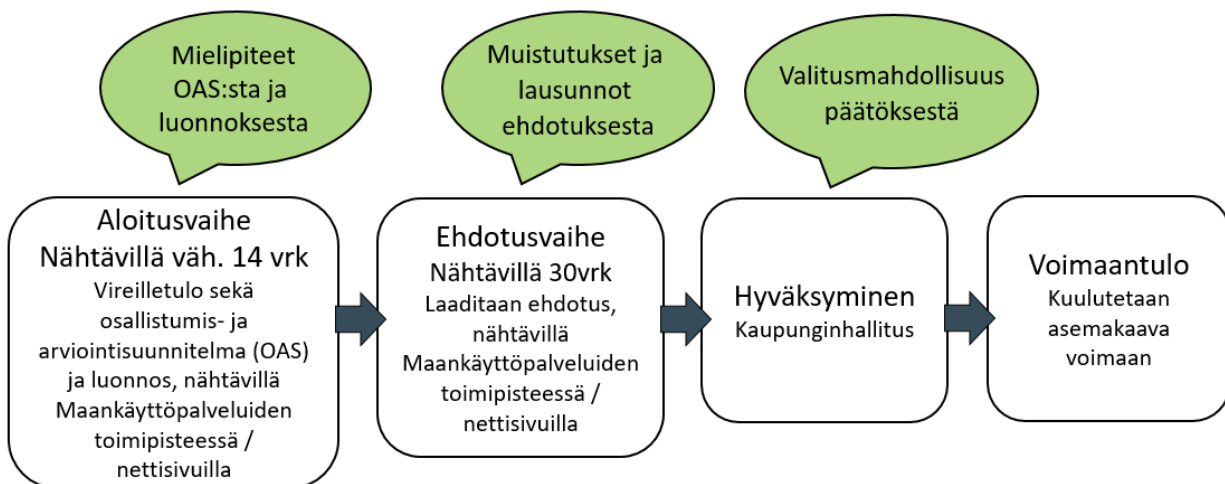 Mielipiteet
OAS:sta ja
luonnoksesta
Muistutukset ja
lausunnot
ehdotuksesta
Valitusmahdollisuus
päätöksestä
Aloitusvaihe
Nähtävillä väh. 14 vrk
Vireilletulo sekä
osallistumis- ja
arviointisuunnitelma (OAS)
ja luonnos, nähtävillä
Maankäyttöpalveluiden
toimipisteessä /
nettisivuilla
Ehdotusvaihe
Nähtävillä 30vrk
Laaditaan ehdotus,
nähtävillä
Maankäyttöpalveluiden
toimipisteessä /
nettisivuilla
Hyväksyminen
Kaupunginhallitus
Voimaantulo
Kuulutetaan
asemakaava
voimaan